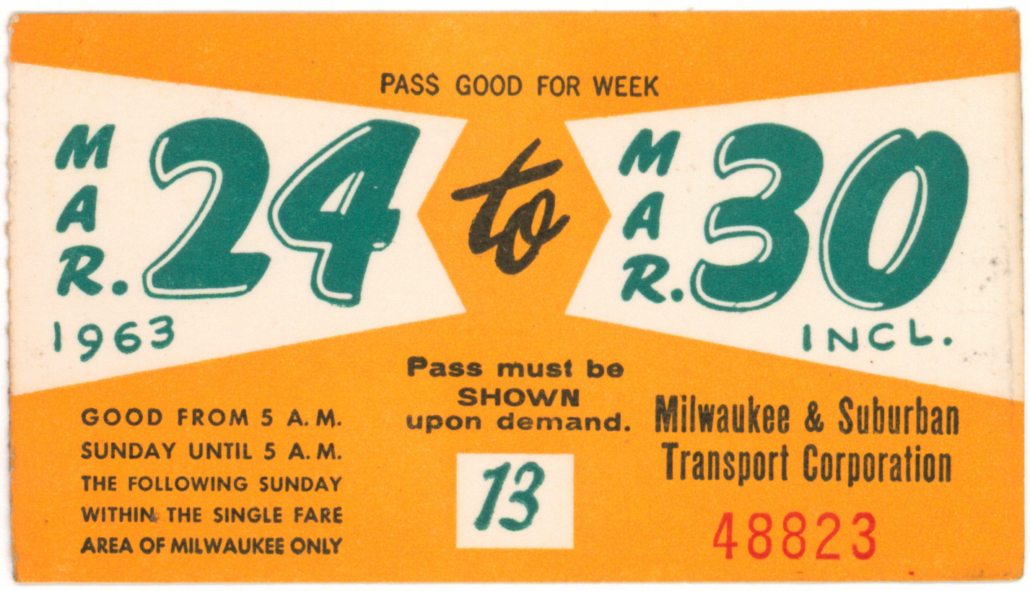 PASS GOOD FOR WEEK
MAR. 24 to MAR. 30
1963 INCL.
Pass must be
SHOWN
upon demand.
GOOD FROM 5 A. M.
SUNDAY UNTIL 5 A. M.
THE FOLLOWING SUNDAY
WITHIN THE SINGLE FARE
AREA OF MILWAUKEE ONLY
13
Milwaukee & Suburban
Transport Corporation
48823